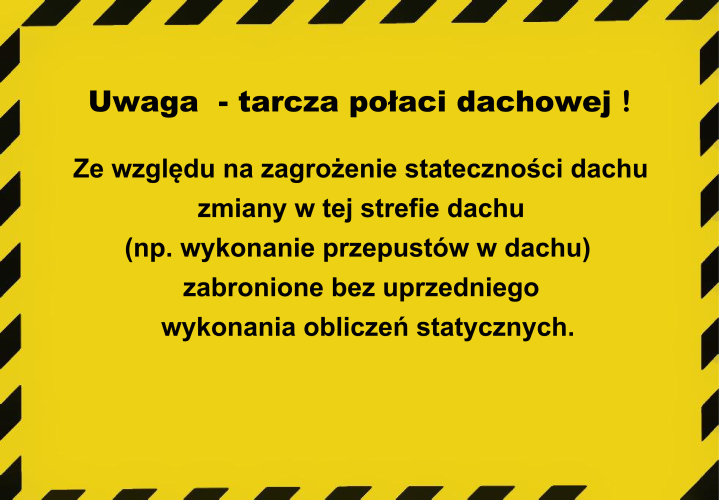 Uwaga - tarcza połaci dachowej !
Ze względu na zagrożenie stateczności dachu
zmiany w tej strefie dachu
(np. wykonanie przepustów w dachu)
zabronione bez uprzedniego
wykonania obliczeń statycznych.